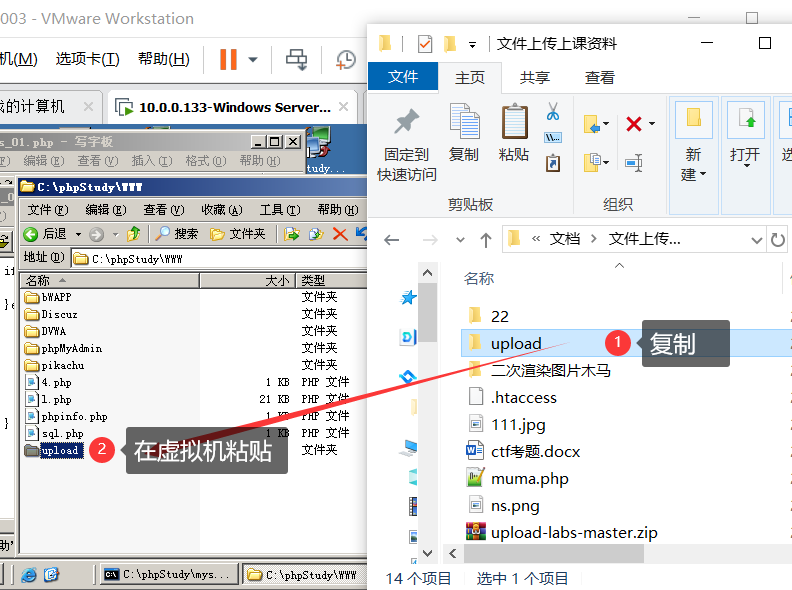 003 - VMware Workstation
机(M) 选项卡(T) 帮助(H)
的计算机 10.0.0.133-Windows Server...
s_01.php - 写字板
编辑(E) 查看(V) 插入(I) 格式(O) 帮助(H)
C:\phpStudy\WWW
文件(F) 编辑(E) 查看(V) 收藏(A) 工具(T) 帮助(H)
后退 搜索 文件夹
地址(D) C:\phpStudy\WWW
名称 大小 类型
bWAPP 文件夹
Discuz 文件夹
DVWA 文件夹
phpMyAdmin 文件夹
pikachu 文件夹
4.php 1 KB PHP 文件
l.php 21 KB PHP 文件
phpinfo.php 1 KB PHP 文件
sql.php 1 KB PHP 文件
upload 文件夹
2 在虚拟机粘贴
C:\phpStudy\mys... C:\phpStudy\WWW
文件上传上课资料
文件 主页 共享 查看
固定到
快速访问
复制
粘贴
剪贴板
组织
新
建
打开
文档 文件上传...
名称
22
upload
1 复制
二次渲染图片木马
.htaccess
111.jpg
ctf考题.docx
muma.php
ns.png
upload-labs-master.zip
14 个项目 选中 1 个项目